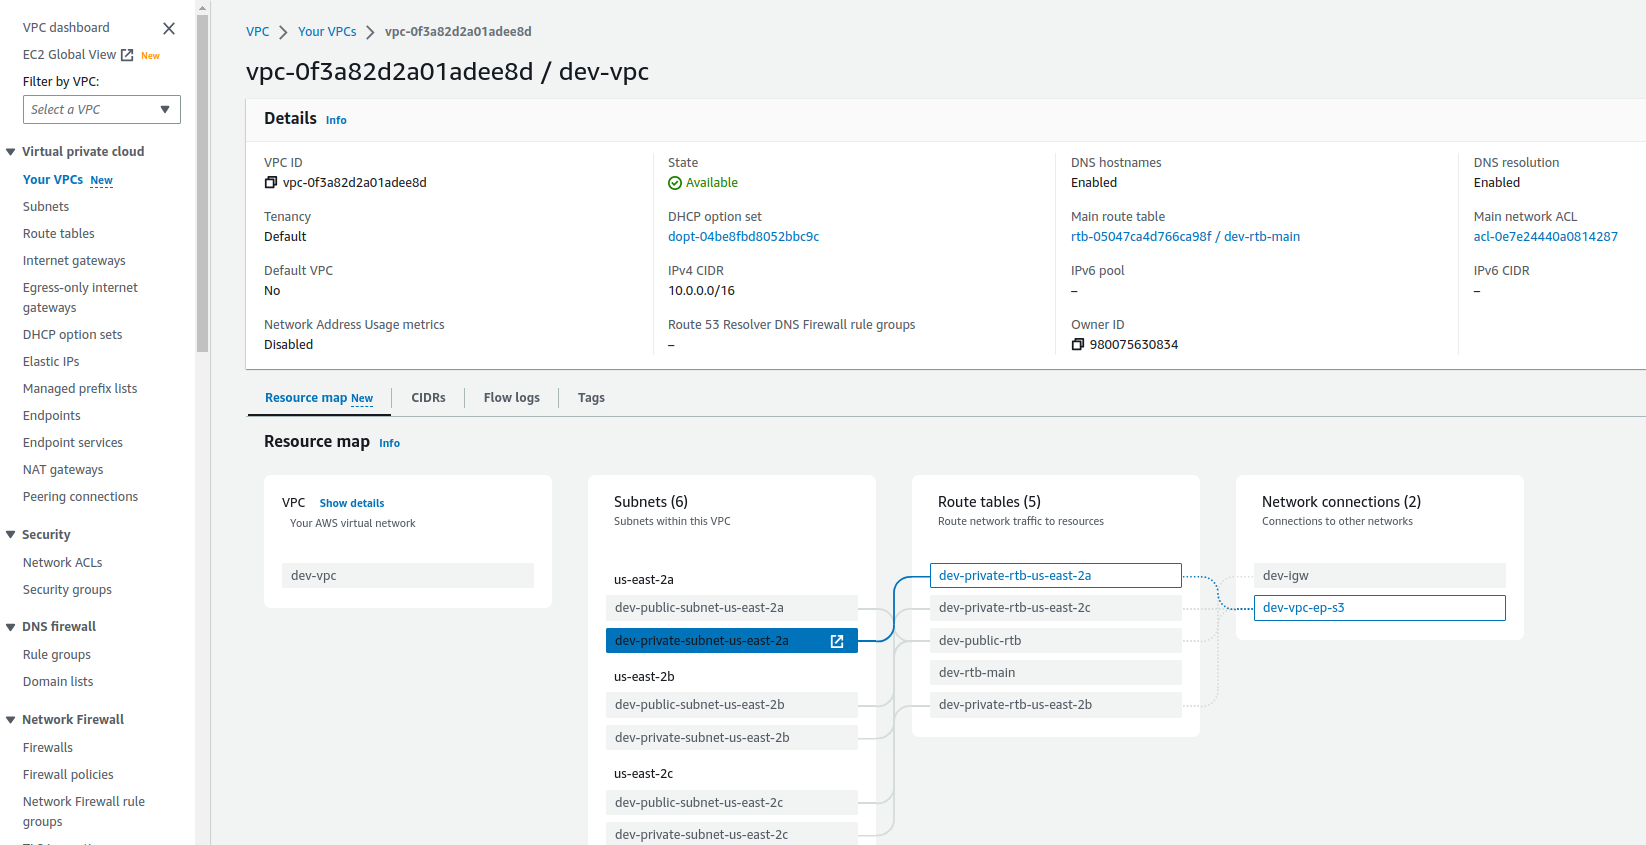 VPC dashboard
EC2 Global View New
Filter by VPC:
Select a VPC
Virtual private cloud
Your VPCs New
Subnets
Route tables
Internet gateways
Egress-only internet
gateways
DHCP option sets
Elastic IPs
Managed prefix lists
Endpoints
Endpoint services
NAT gateways
Peering connections
Security
Network ACLs
Security groups
DNS firewall
Rule groups
Domain lists
Network Firewall
Firewalls
Firewall policies
Network Firewall rule
groups
VPC Your VPCs vpc-0f3a82d2a01adee8d
vpc-0f3a82d2a01adee8d / dev-vpc
Details Info
VPC ID
vpc-0f3a82d2a01adee8d
State
Available
DNS hostnames
Enabled
DNS resolution
Enabled
Tenancy
Default
DHCP option set
dopt-04be8fbd8052bbc9c
Main route table
rtb-05047ca4d766ca98f / dev-rtb-main
Main network ACL
acl-0e7e24440a0814287
Default VPC
No
IPv4 CIDR
10.0.0.0/16
IPv6 pool
–
IPv6 CIDR
–
Network Address Usage metrics
Disabled
Route 53 Resolver DNS Firewall rule groups
–
Owner ID
980075630834
Resource map New
CIDRs
Flow logs
Tags
Resource map Info
VPC Show details
Your AWS virtual network
dev-vpc
Subnets (6)
Subnets within this VPC
us-east-2a
dev-public-subnet-us-east-2a
dev-private-subnet-us-east-2a
us-east-2b
dev-public-subnet-us-east-2b
dev-private-subnet-us-east-2b
us-east-2c
dev-public-subnet-us-east-2c
dev-private-subnet-us-east-2c
Route tables (5)
Route network traffic to resources
dev-private-rtb-us-east-2a
dev-private-rtb-us-east-2c
dev-public-rtb
dev-rtb-main
dev-private-rtb-us-east-2b
Network connections (2)
Connections to other networks
dev-igw
dev-vpc-ep-s3